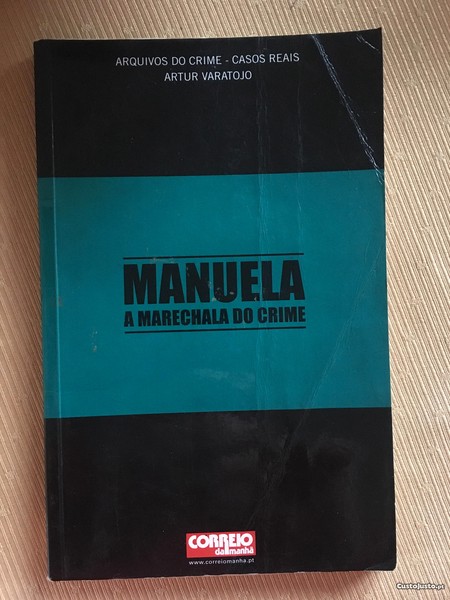 ARQUIVOS DO CRIME - CASOS REAIS
ARTUR VARATOJO
MANUELA
A MARECHALA DO CRIME
CORREIO
da manhã
www.correiomanha.pt
CustoJusto.pt